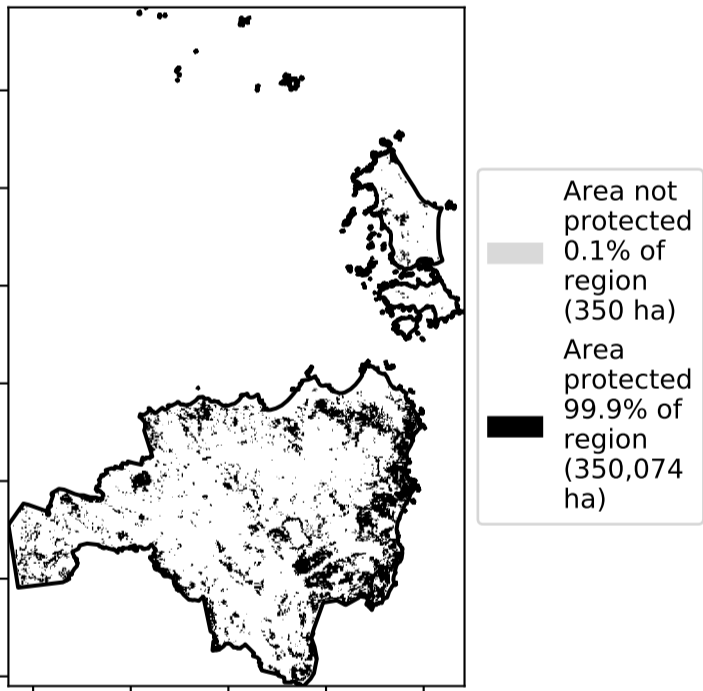 Area not
protected
0.1% of
region
(350 ha)
Area
protected
99.9% of
region
(350,074
ha)